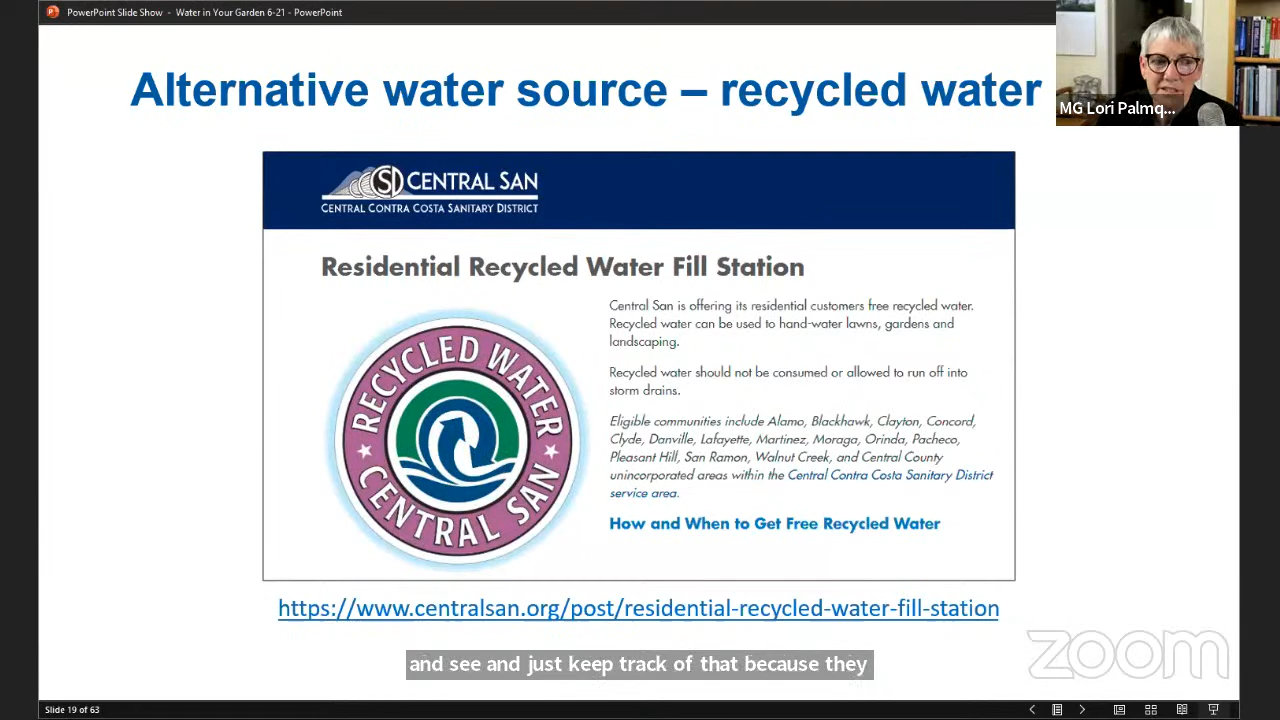 PowerPoint Slide Show - Water in Your Garden 6-21 - PowerPoint
Alternative water source – recycled water
MG Lori Palmq...
CENTRAL SAN
CENTRAL CONTRA COSTA SANITARY DISTRICT
Residential Recycled Water Fill Station
Central San is offering its residential customers free recycled water.
Recycled water can be used to hand-water lawns, gardens and
landscaping.
Recycled water should not be consumed or allowed to run off into
storm drains.
Eligible communities include Alamo, Blackhawk, Clayton, Concord,
Clyde, Danville, Lafayette, Martinez, Moraga, Orinda, Pacheco,
Pleasant Hill, San Ramon, Walnut Creek, and Central County
unincorporated areas within the Central Contra Costa Sanitary District
service area.
How and When to Get Free Recycled Water
RECYCLED WATER
CENTRAL SAN
https://www.centralsan.org/post/residential-recycled-water-fill-station
and see and just keep track of that because they
zoom
Slide 19 of 63